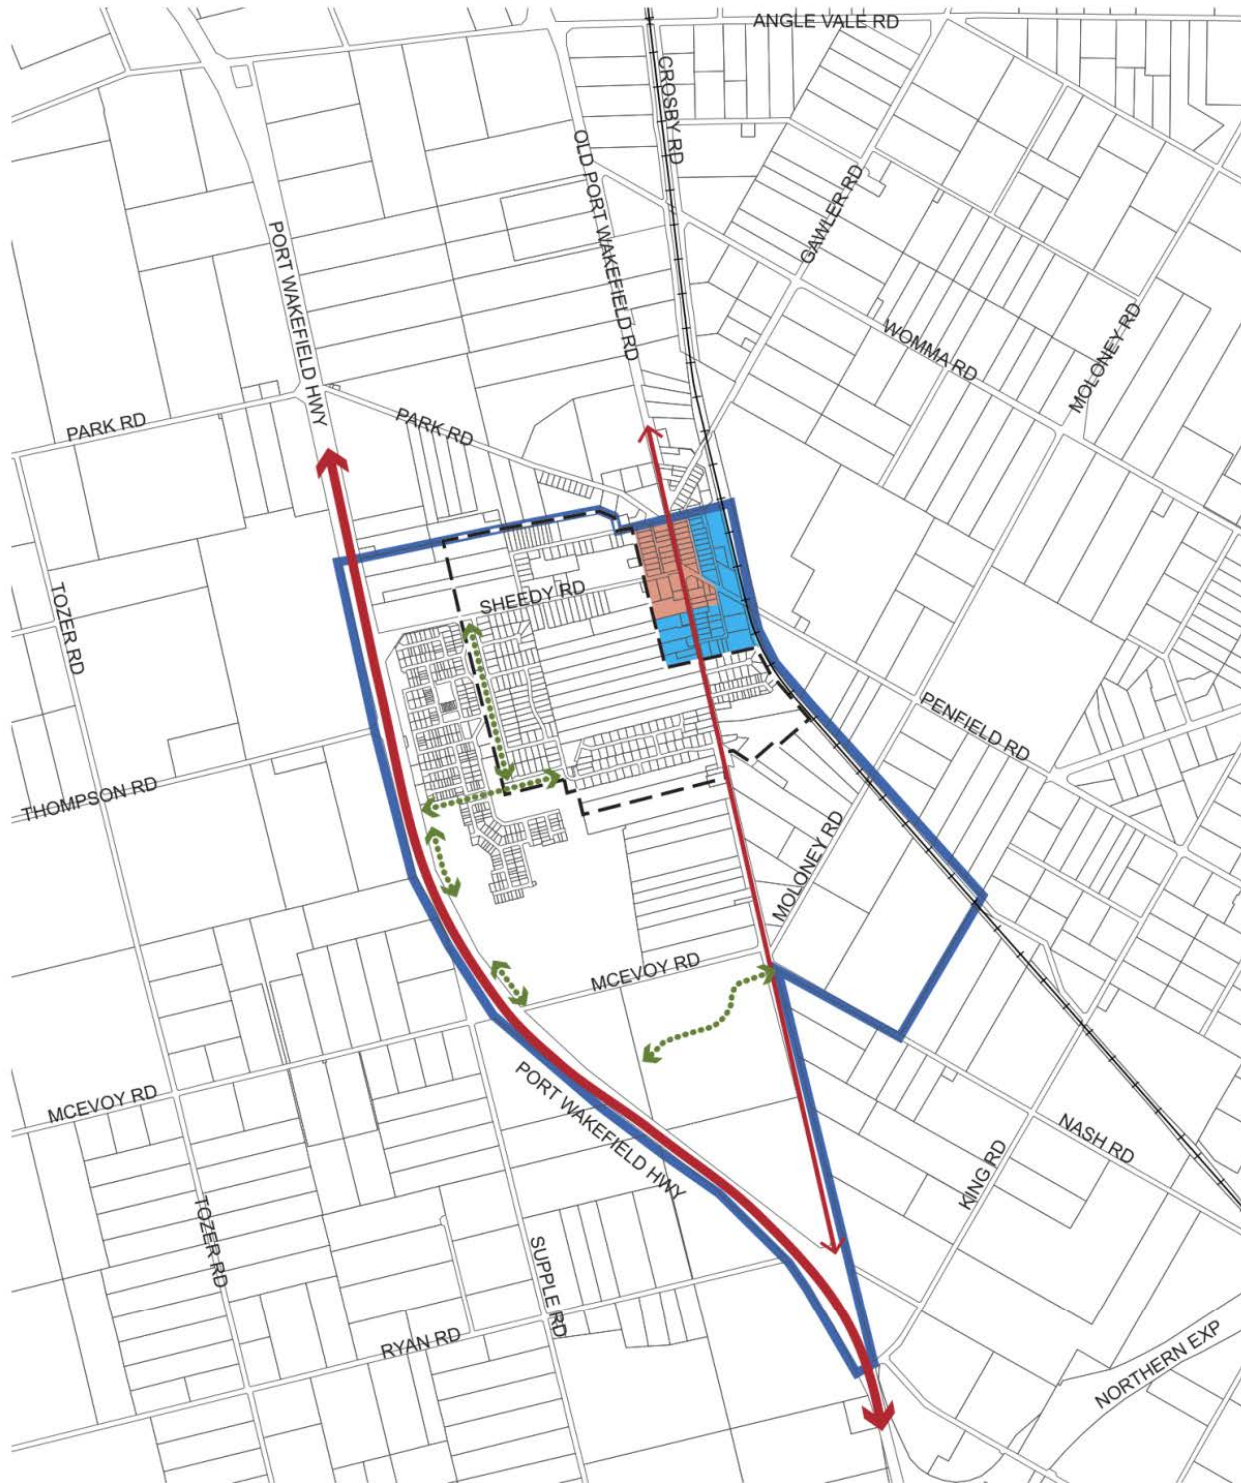 ANGLE VALE RD
CROSBY RD
OLD PORT WAKEFIELD RD
GAWLER RD
PORT WAKEFIELD HWY
WOMMA RD
MOLONEY RD
PARK RD
PARK RD
SHEEDY RD
TOZER RD
PENFIELD RD
THOMPSON RD
MOLONEY RD
MCEVOY RD
MCEVOY RD
PORT WAKEFIELD HWY
NASH RD
KING RD
TOZER RD
SUPPLE RD
RYAN RD
NORTHERN EXP